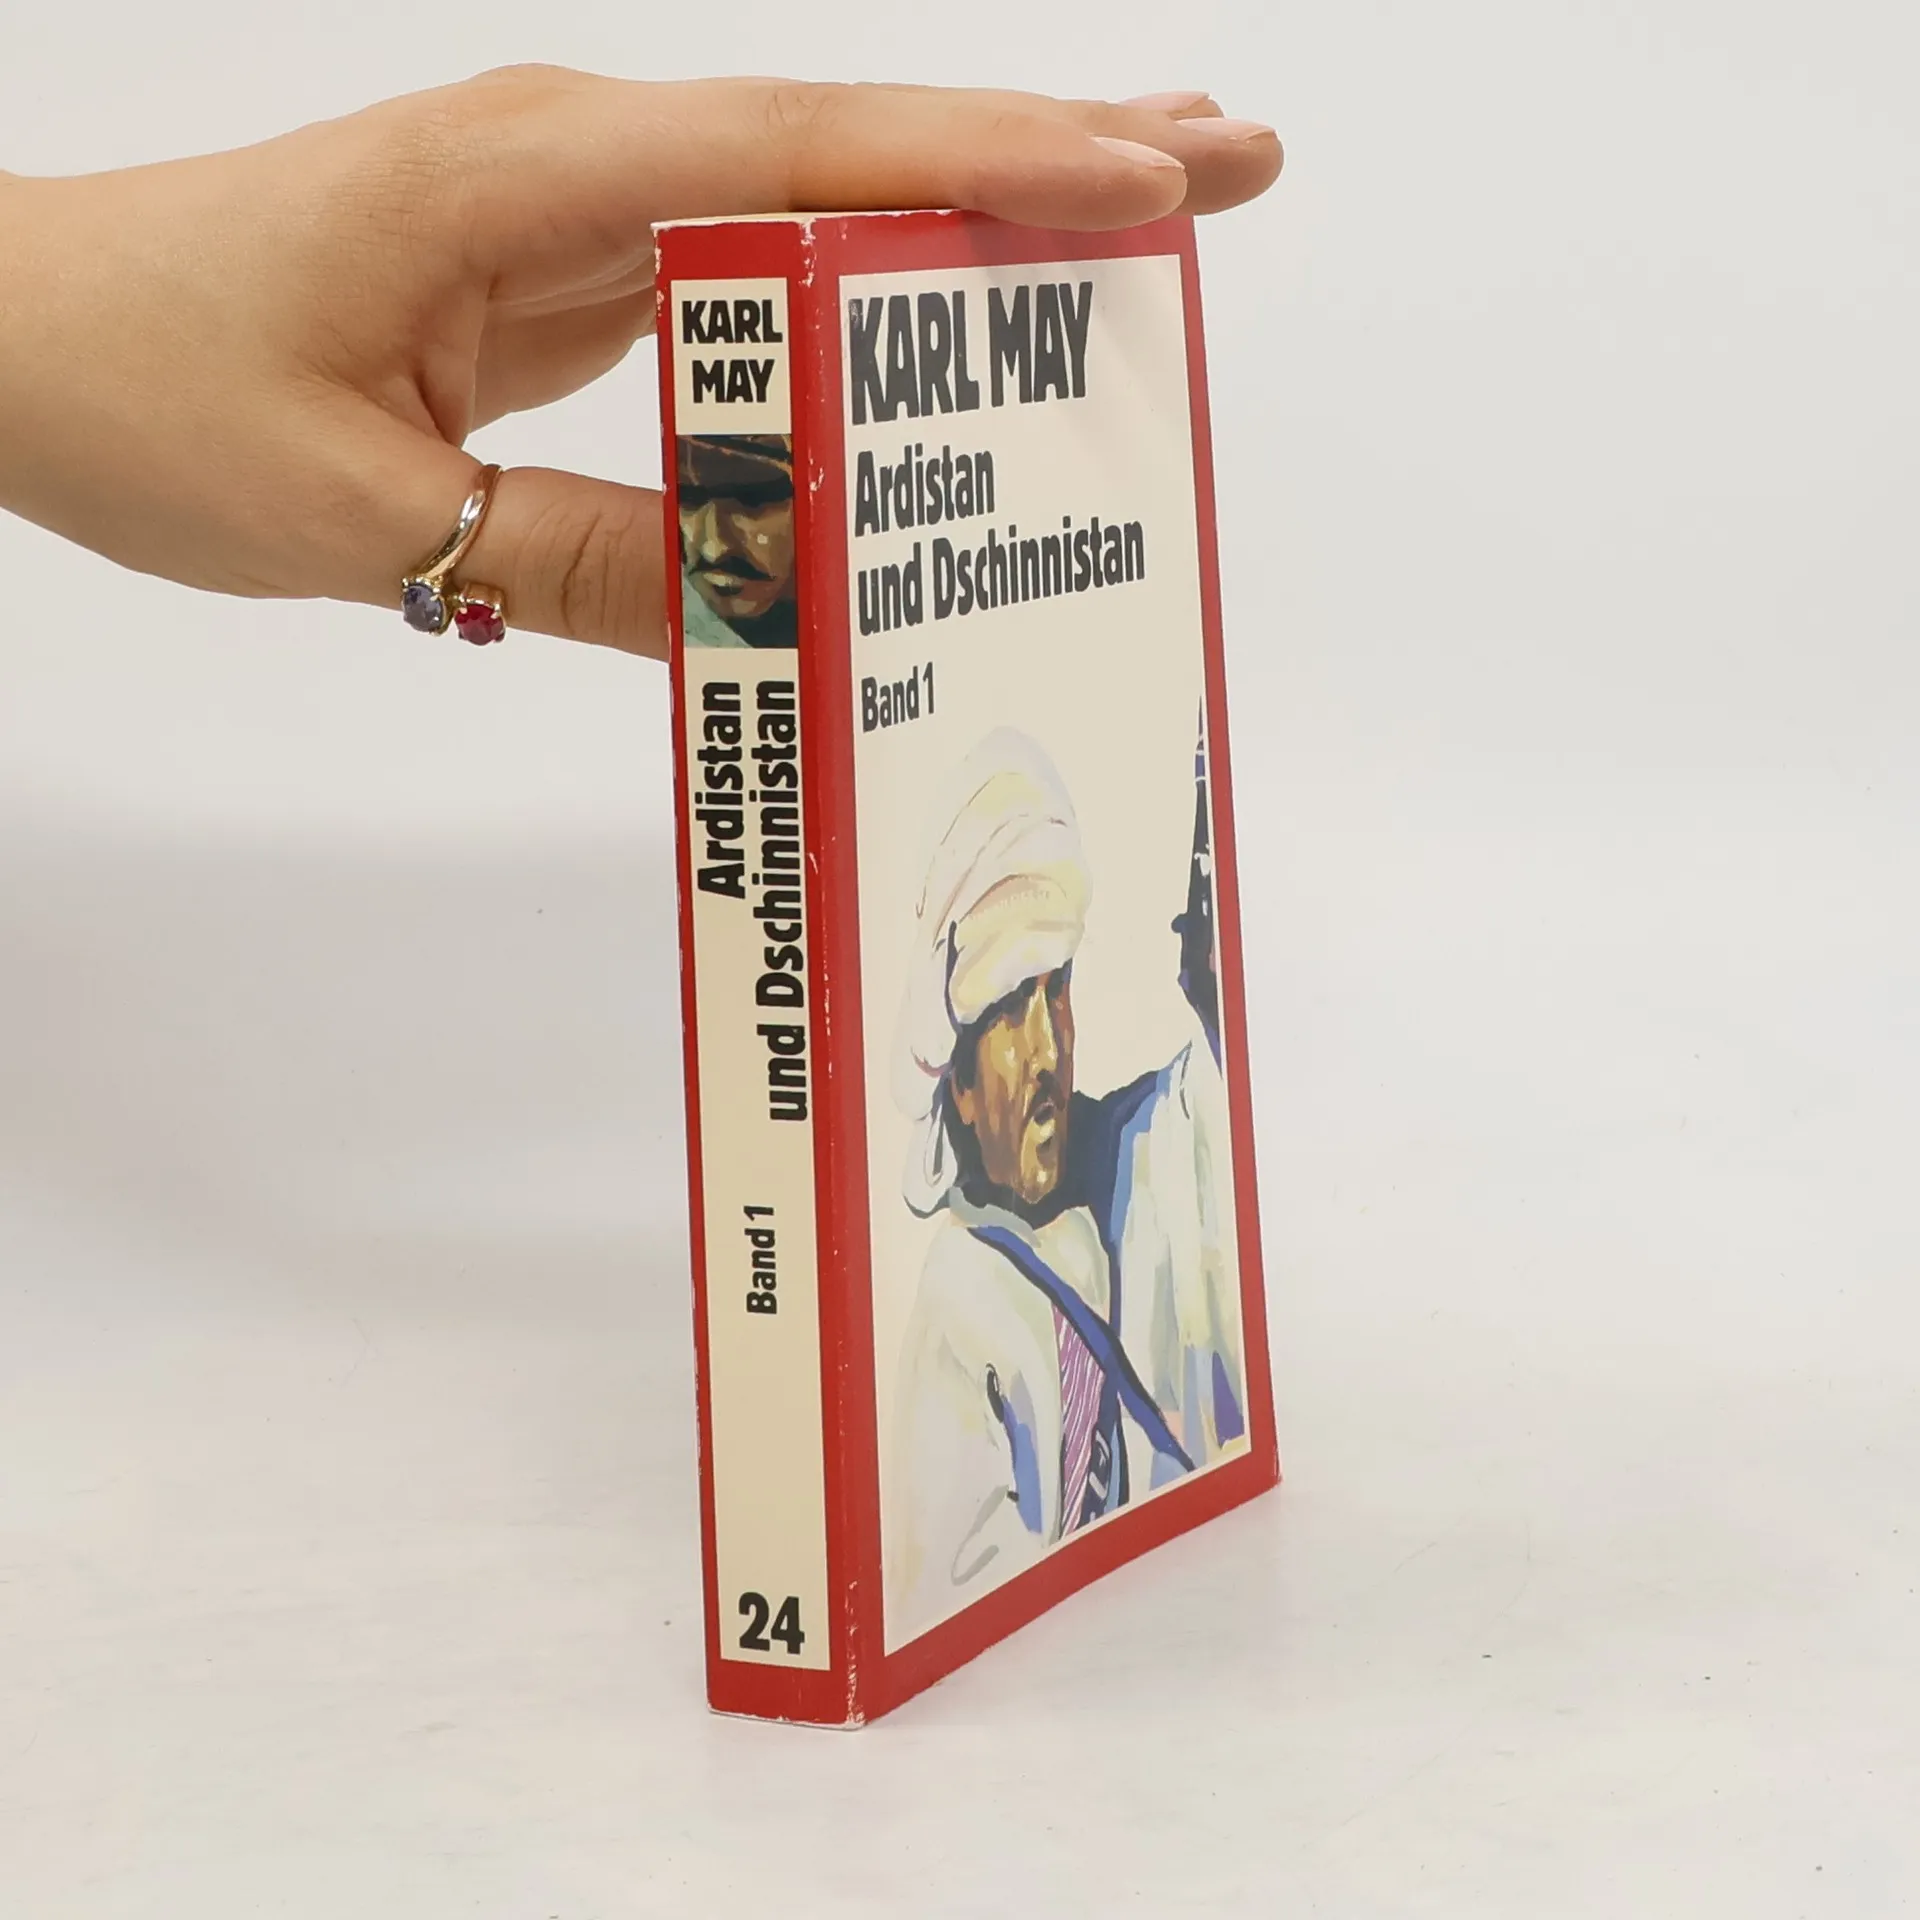 KARL
MAY
Ardistan
und Dschinnistan
Band 1
24
KARL MAY
Ardistan
und Dschinnistan
Band 1